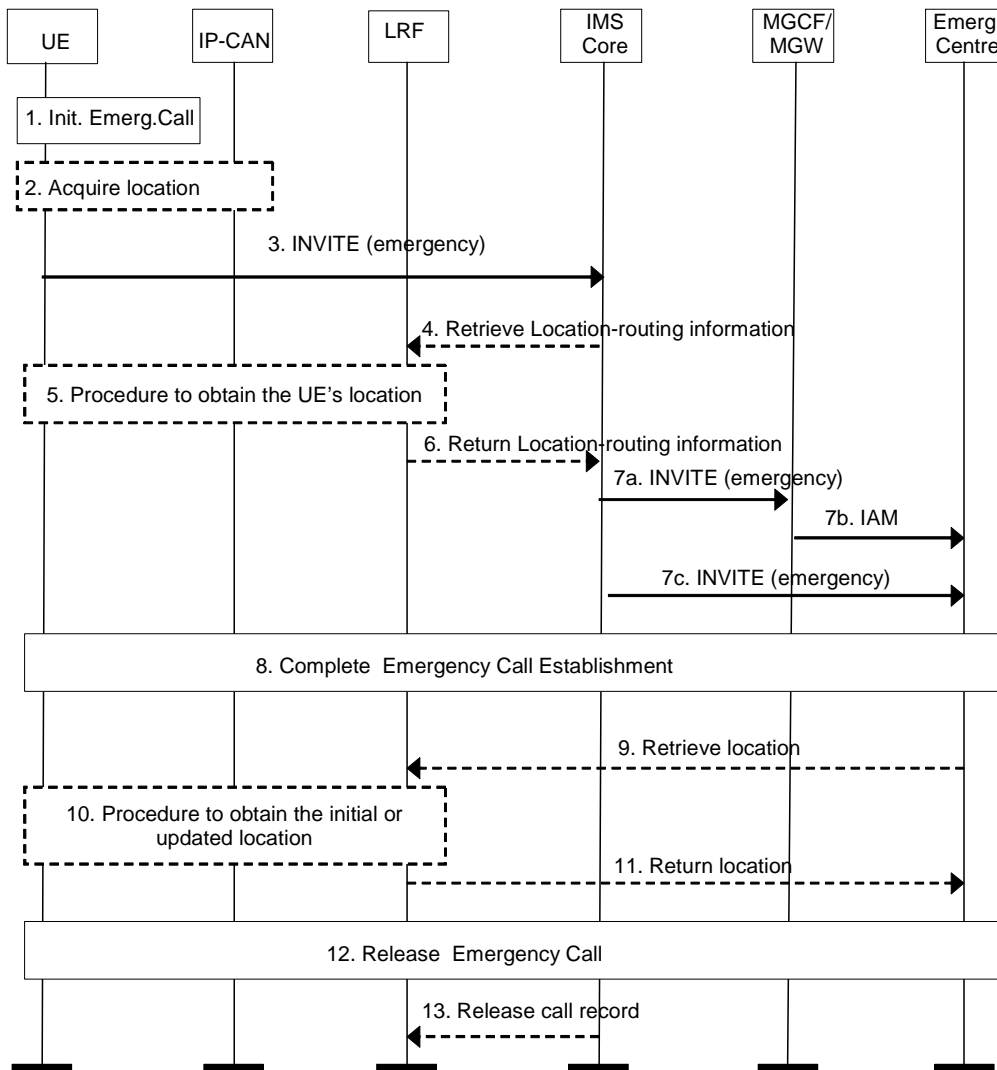 UE
IP-CAN
LRF
IMS
Core
MGCF/
MGW
Emerg.
Centre
1. Init. Emerg.Call
2. Acquire location
3. INVITE (emergency)
4. Retrieve Location-routing information
5. Procedure to obtain the UE’s location
6. Return Location-routing information
7a. INVITE (emergency)
7b. IAM
7c. INVITE (emergency)
8. Complete  Emergency Call Establishment
9. Retrieve location
10. Procedure to obtain the initial or
updated location
11. Return location
12. Release  Emergency Call
13. Release call record